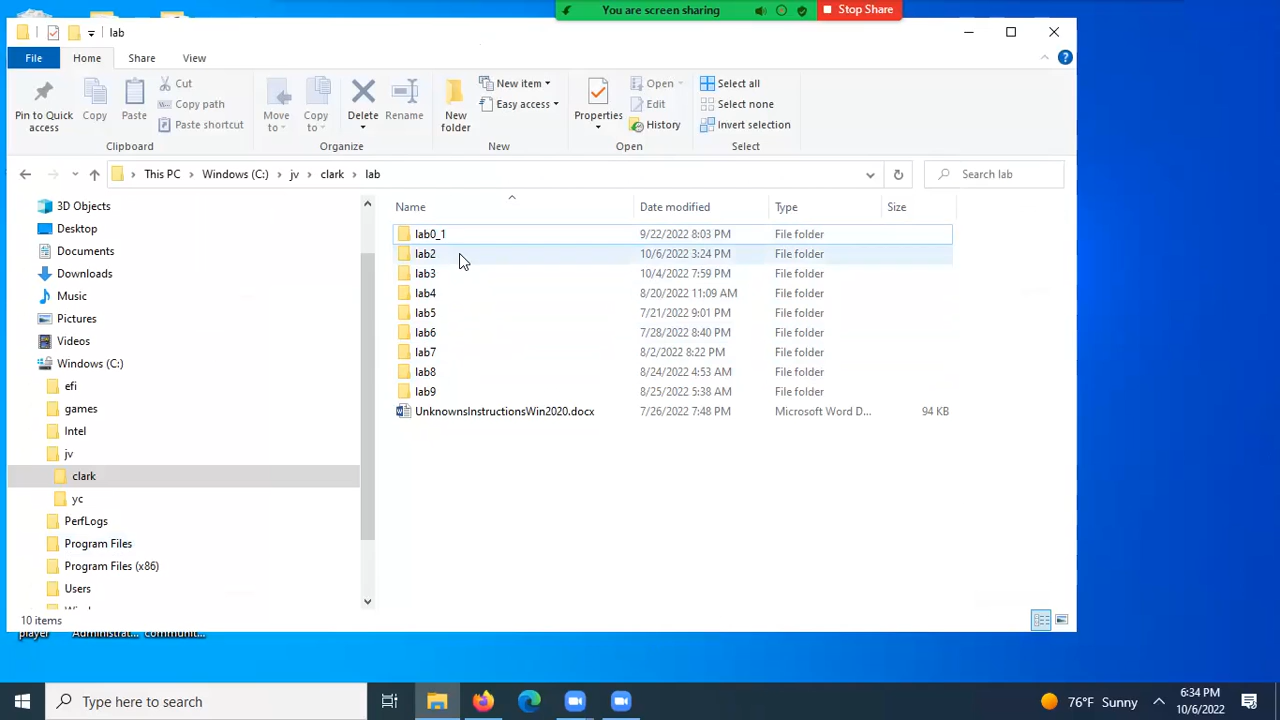 You are screen sharing
Stop Share
lab
File Home Share View
Cut
Copy path
Paste shortcut
Pin to Quick access
Copy
Paste
Clipboard
Move to
Copy to
Delete
Rename
Organize
New folder
New item
Easy access
New
Properties
Open
Edit
History
Open
Select all
Select none
Invert selection
Select
This PC > Windows (C:) > jv > clark > lab
Search lab
Name Date modified Type Size
3D Objects
Desktop
Documents
Downloads
Music
Pictures
Videos
Windows (C:)
efi
games
Intel
jv
clark
yc
PerfLogs
Program Files
Program Files (x86)
Users
lab0_1 9/22/2022 8:03 PM File folder
lab2 10/6/2022 3:24 PM File folder
lab3 10/4/2022 7:59 PM File folder
lab4 8/20/2022 11:09 AM File folder
lab5 7/21/2022 9:01 PM File folder
lab6 7/28/2022 8:40 PM File folder
lab7 8/2/2022 8:22 PM File folder
lab8 8/24/2022 4:53 AM File folder
lab9 8/25/2022 5:38 AM File folder
UnknownsInstructionsWin2020.docx 7/26/2022 7:48 PM Microsoft Word D... 94 KB
10 items
player Administrat... communit...
Type here to search
76°F Sunny
6:34 PM
10/6/2022